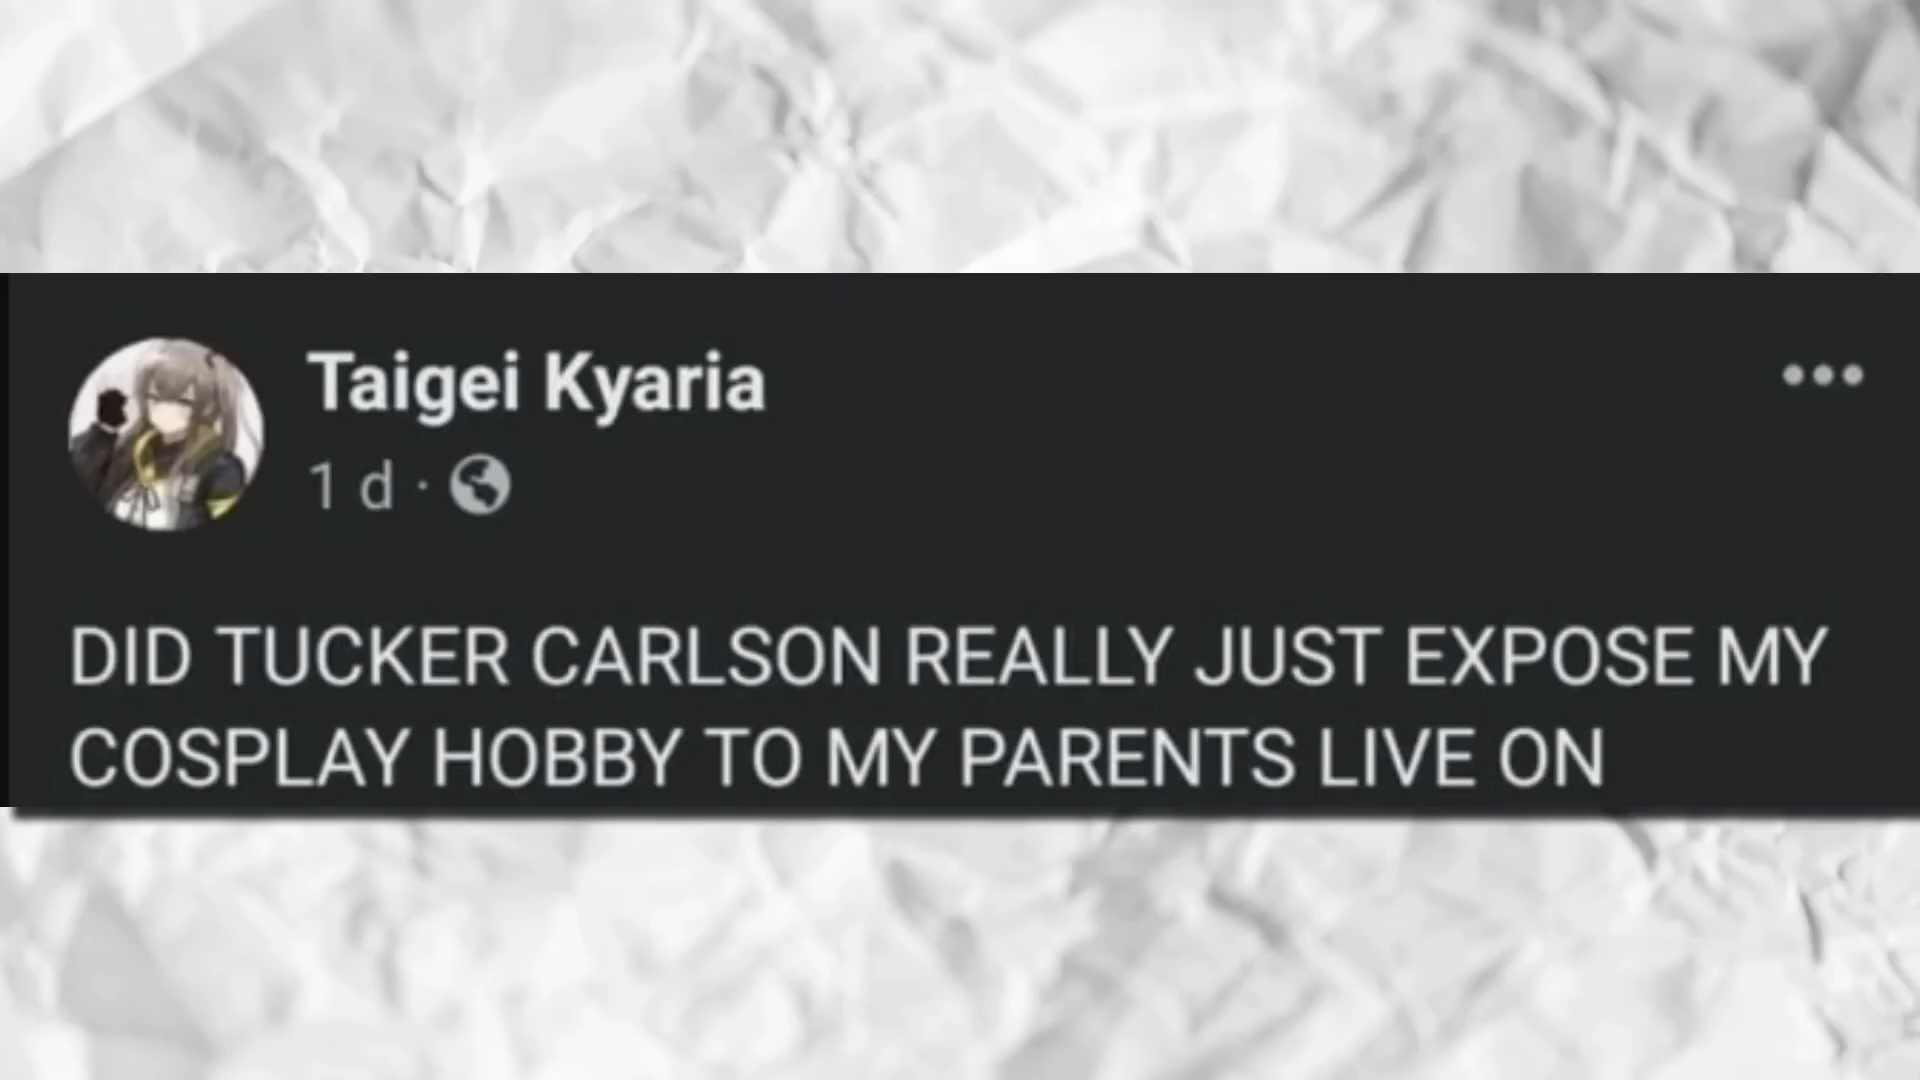 Taigei Kyaria
1 d ·
DID TUCKER CARLSON REALLY JUST EXPOSE MY
COSPLAY HOBBY TO MY PARENTS LIVE ON